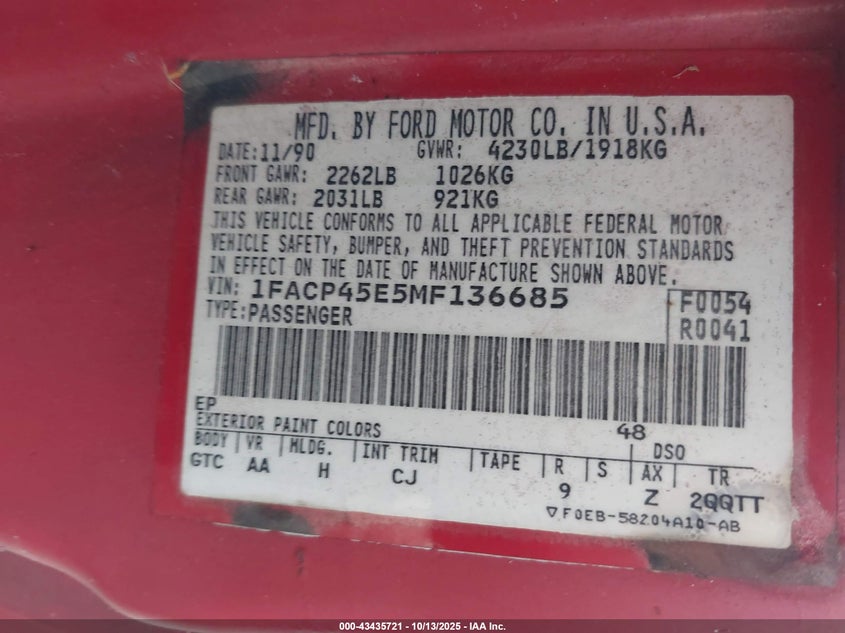 MFD. BY FORD MOTOR CO. IN U.S.A.
DATE: 11/90 GVWR: 4230LB/1918KG
FRONT GAWR: 2262LB 1026KG
REAR GAWR: 2031LB 921KG
THIS VEHICLE CONFORMS TO ALL APPLICABLE FEDERAL MOTOR
VEHICLE SAFETY, BUMPER, AND THEFT PREVENTION STANDARDS
IN EFFECT ON THE DATE OF MANUFACTURE SHOWN ABOVE.
VIN: 1FACP45E5MF136685 F0054
TYPE: PASSENGER R0041
EP 48
EXTERIOR PAINT COLORS DSO
BODY VR MLDG. INT TRIM TAPE R S AX TR
GTC AA H CJ 9 Z 2QQTT
▽F0EB-58204A10-AB
000-43435721 - 10/13/2025 - IAA Inc.